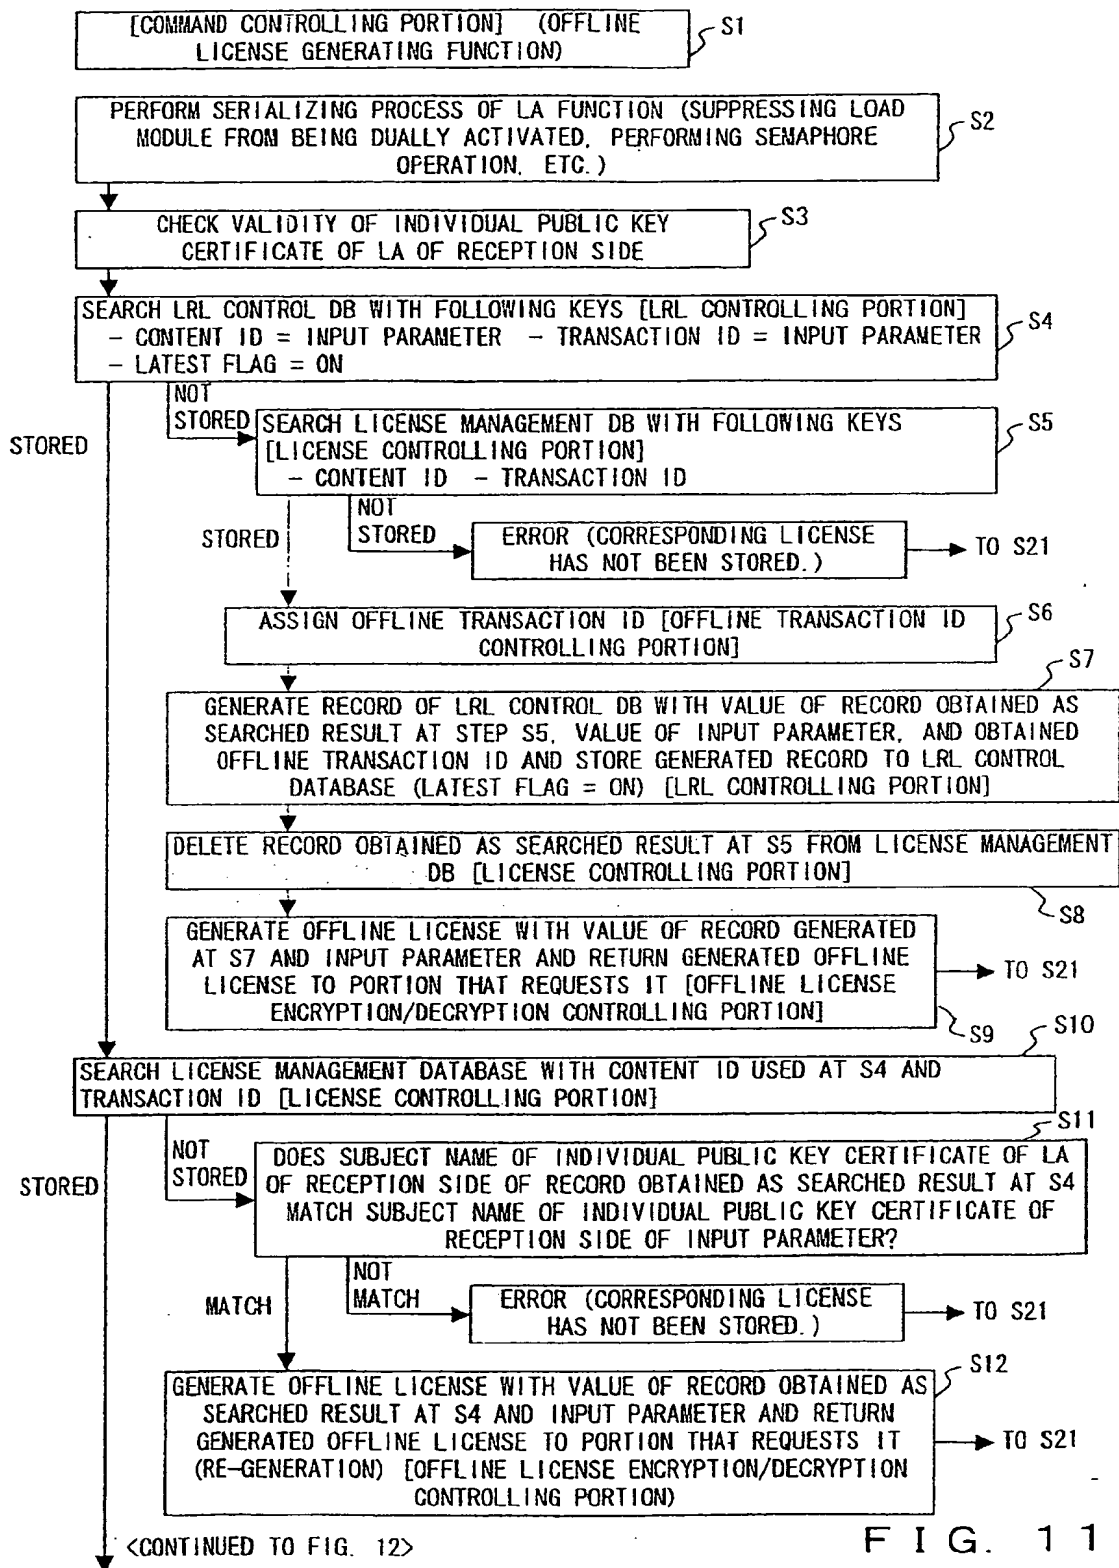 [COMMAND CONTROLLING PORTION] (OFFLINE
LICENSE GENERATING FUNCTION)
S1
PERFORM SERIALIZING PROCESS OF LA FUNCTION (SUPPRESSING LOAD
MODULE FROM BEING DUALLY ACTIVATED, PERFORMING SEMAPHORE
OPERATION, ETC.)
S2
CHECK VALIDITY OF INDIVIDUAL PUBLIC KEY
CERTIFICATE OF LA OF RECEPTION SIDE
S3
SEARCH LRL CONTROL DB WITH FOLLOWING KEYS [LRL CONTROLLING PORTION]
- CONTENT ID = INPUT PARAMETER - TRANSACTION ID = INPUT PARAMETER
- LATEST FLAG = ON
S4
NOT
STORED
STORED
SEARCH LICENSE MANAGEMENT DB WITH FOLLOWING KEYS
[LICENSE CONTROLLING PORTION]
- CONTENT ID - TRANSACTION ID
S5
NOT
STORED
STORED
ERROR (CORRESPONDING LICENSE
HAS NOT BEEN STORED.)
TO S21
ASSIGN OFFLINE TRANSACTION ID [OFFLINE TRANSACTION ID
CONTROLLING PORTION]
S6
S7
GENERATE RECORD OF LRL CONTROL DB WITH VALUE OF RECORD OBTAINED AS
SEARCHED RESULT AT STEP S5, VALUE OF INPUT PARAMETER, AND OBTAINED
OFFLINE TRANSACTION ID AND STORE GENERATED RECORD TO LRL CONTROL
DATABASE (LATEST FLAG = ON) [LRL CONTROLLING PORTION]
DELETE RECORD OBTAINED AS SEARCHED RESULT AT S5 FROM LICENSE MANAGEMENT
DB [LICENSE CONTROLLING PORTION]
S8
GENERATE OFFLINE LICENSE WITH VALUE OF RECORD GENERATED
AT S7 AND INPUT PARAMETER AND RETURN GENERATED OFFLINE
LICENSE TO PORTION THAT REQUESTS IT [OFFLINE LICENSE
ENCRYPTION/DECRYPTION CONTROLLING PORTION]
TO S21
S9
S10
SEARCH LICENSE MANAGEMENT DATABASE WITH CONTENT ID USED AT S4 AND
TRANSACTION ID [LICENSE CONTROLLING PORTION]
S11
NOT
STORED
STORED
DOES SUBJECT NAME OF INDIVIDUAL PUBLIC KEY CERTIFICATE OF LA
OF RECEPTION SIDE OF RECORD OBTAINED AS SEARCHED RESULT AT S4
MATCH SUBJECT NAME OF INDIVIDUAL PUBLIC KEY CERTIFICATE OF
RECEPTION SIDE OF INPUT PARAMETER?
NOT
MATCH
MATCH
ERROR (CORRESPONDING LICENSE
HAS NOT BEEN STORED.)
TO S21
S12
GENERATE OFFLINE LICENSE WITH VALUE OF RECORD OBTAINED AS
SEARCHED RESULT AT S4 AND INPUT PARAMETER AND RETURN
GENERATED OFFLINE LICENSE TO PORTION THAT REQUESTS IT
(RE-GENERATION) [OFFLINE LICENSE ENCRYPTION/DECRYPTION
CONTROLLING PORTION)
TO S21
<CONTINUED TO FIG. 12>
FIG. 11